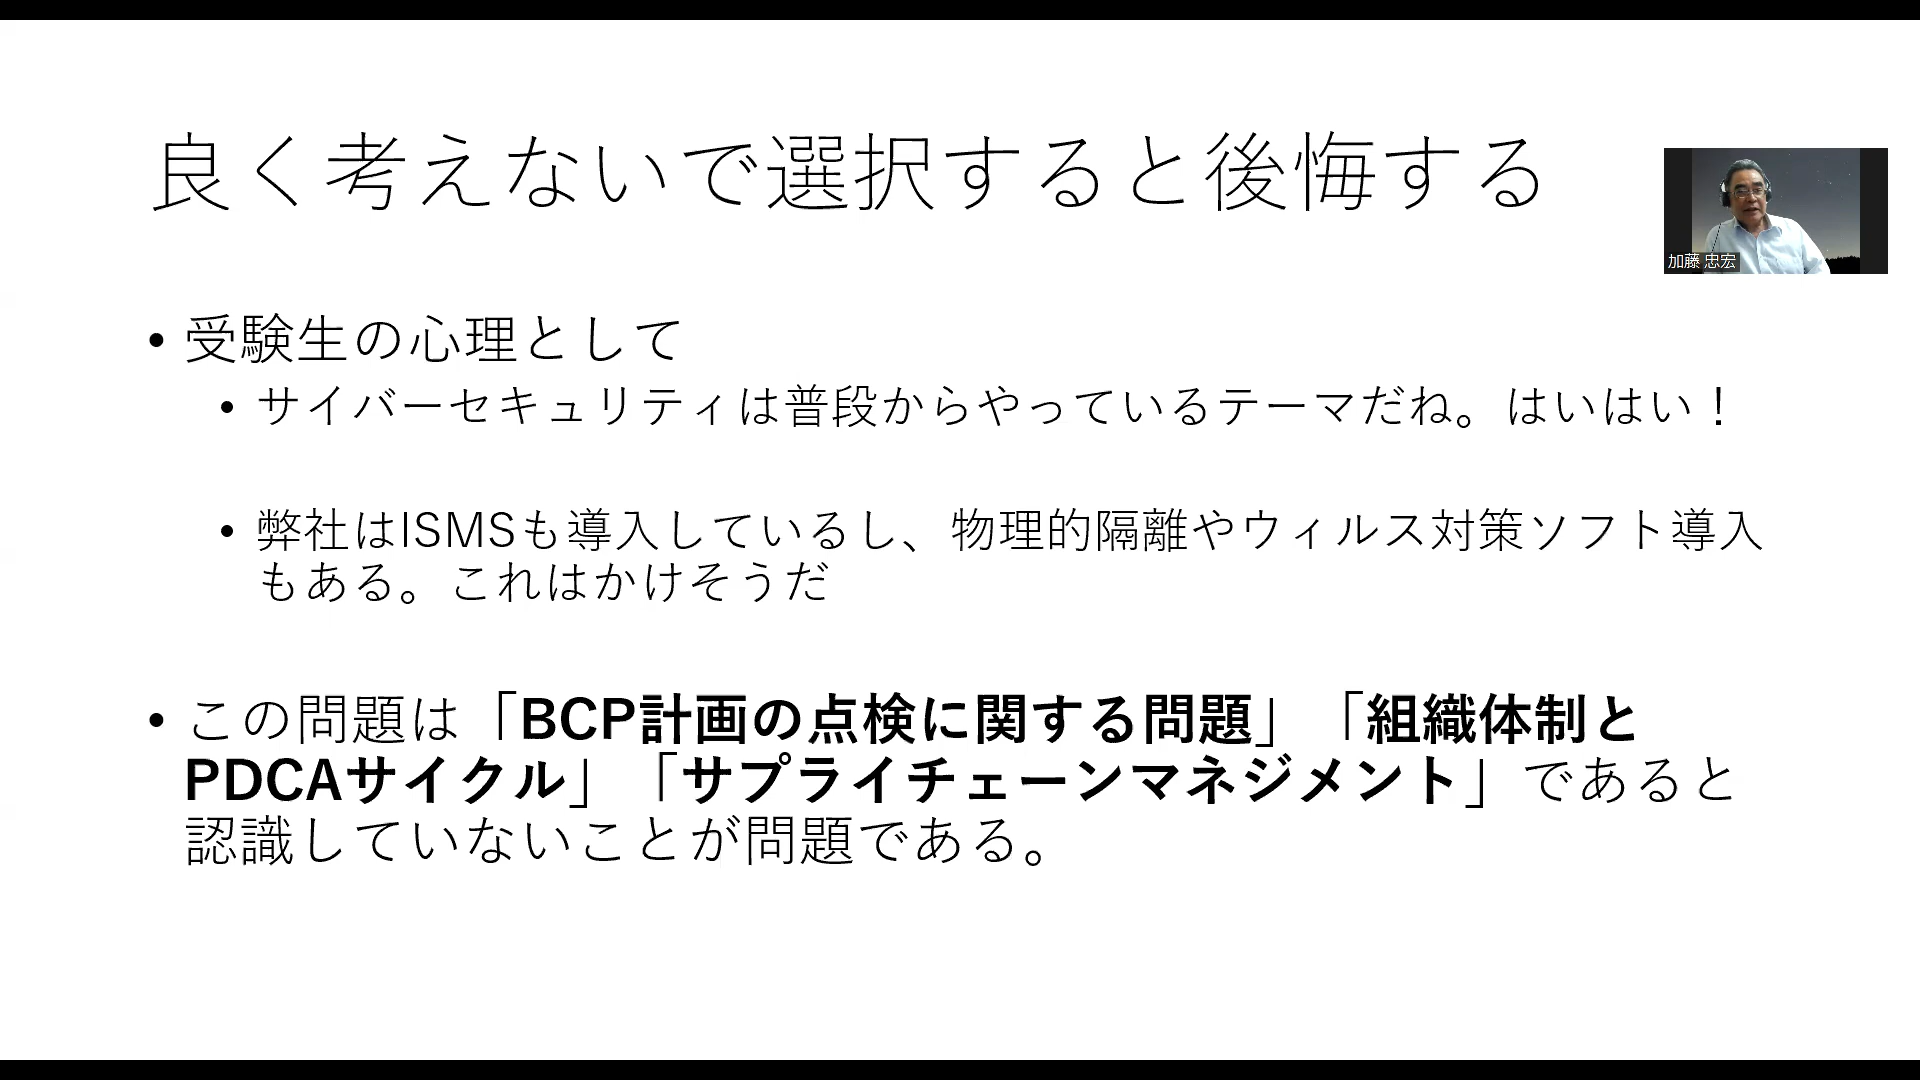 良く考えないで選択すると後悔する
加藤 忠宏
• 受験生の心理として
• サイバーセキュリティは普段からやっているテーマだね。はいはい！
• 弊社はISMSも導入しているし、物理的隔離やウィルス対策ソフト導入
もある。これはかけそうだ
• この問題は「BCP計画の点検に関する問題」「組織体制と
PDCAサイクル」「サプライチェーンマネジメント」であると
認識していないことが問題である。